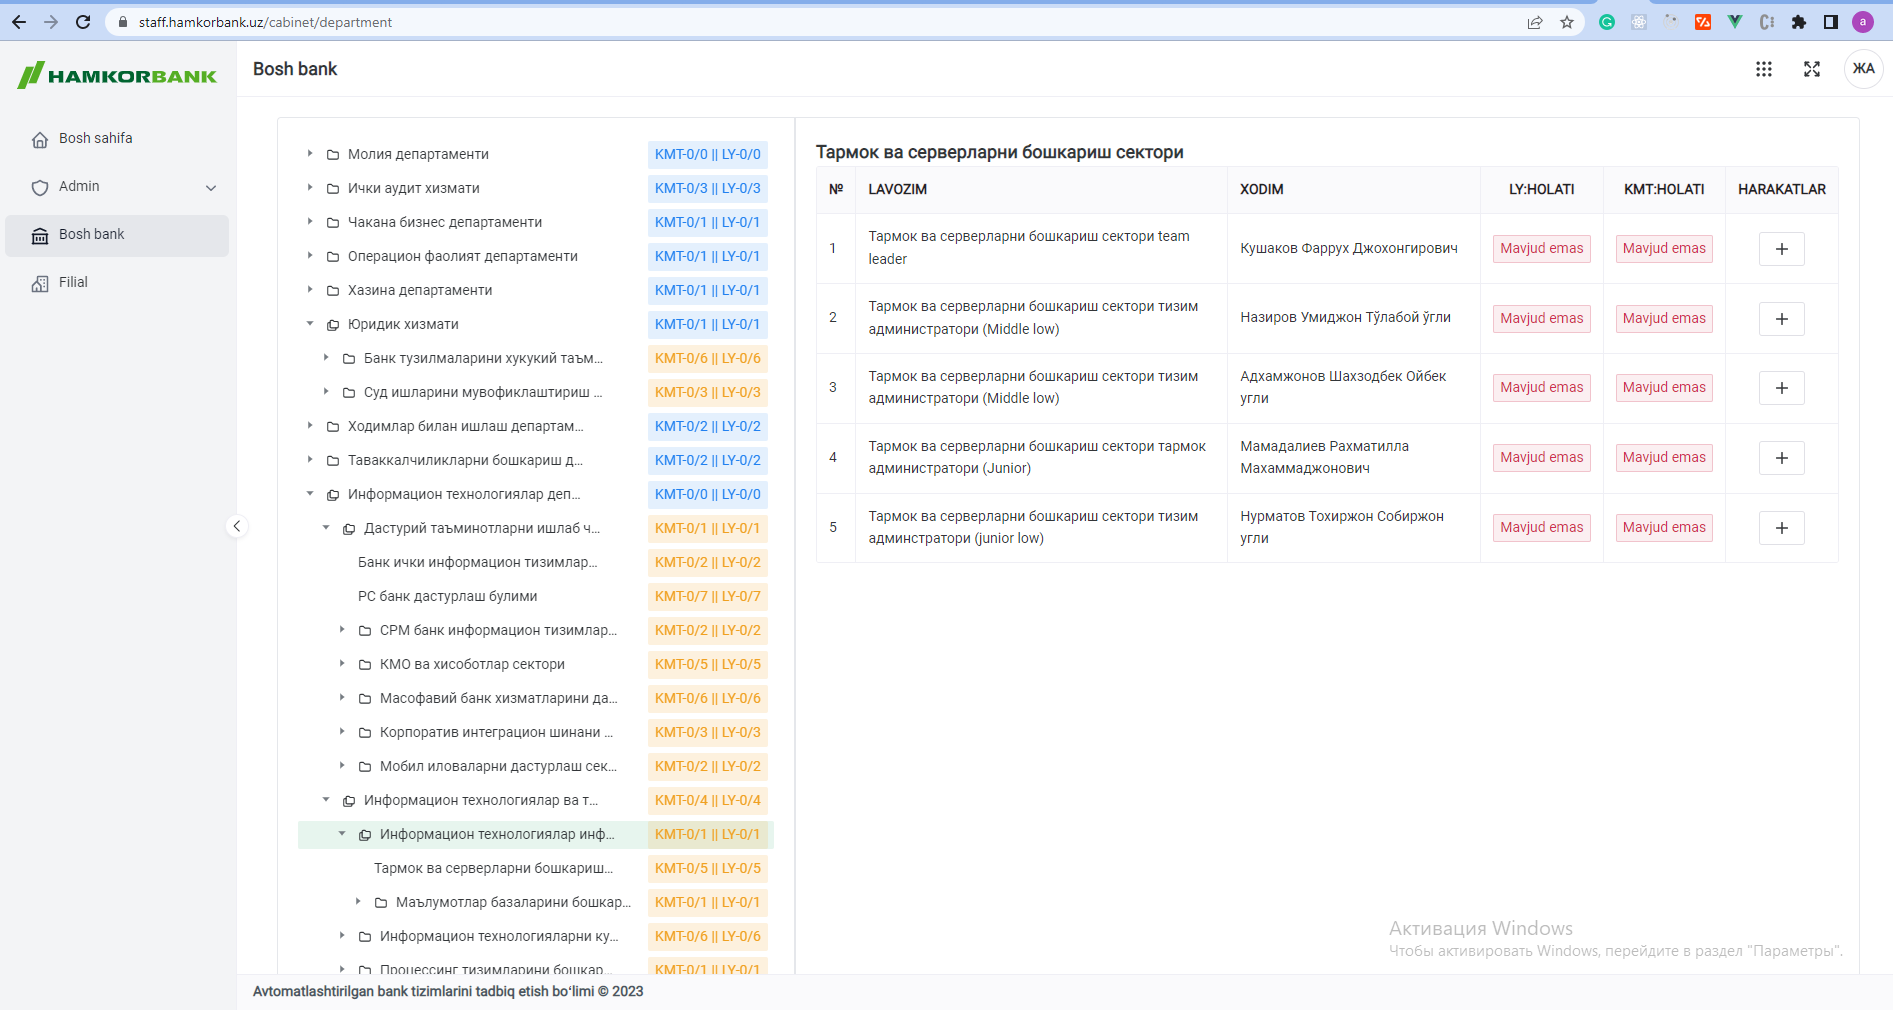 staff.hamkorbank.uz/cabinet/department
a
HAMKORBANK
Bosh bank
ЖА
Bosh sahifa
Admin
Bosh bank
Filial
Молия департаменти KMT-0/0 || LY-0/0
Ички аудит хизмати KMT-0/3 || LY-0/3
Чакана бизнес департаменти KMT-0/1 || LY-0/1
Операцион фаолият департаменти KMT-0/1 || LY-0/1
Хазина департаменти KMT-0/1 || LY-0/1
Юридик хизмати KMT-0/1 || LY-0/1
Банк тузилмаларини хукукий таъм... KMT-0/6 || LY-0/6
Суд ишларини мувофиклаштириш ... KMT-0/3 || LY-0/3
Ходимлар билан ишлаш департам... KMT-0/2 || LY-0/2
Таваккалчиликларни бошкариш д... KMT-0/2 || LY-0/2
Информацион технологиялар деп... KMT-0/0 || LY-0/0
Дастурий таъминотларни ишлаб ч... KMT-0/1 || LY-0/1
Банк ички информацион тизимлар... KMT-0/2 || LY-0/2
РС банк дастурлаш булими KMT-0/7 || LY-0/7
СРМ банк информацион тизимлар... KMT-0/2 || LY-0/2
КМО ва хисоботлар сектори KMT-0/5 || LY-0/5
Масофавий банк хизматларини да... KMT-0/6 || LY-0/6
Корпоратив интеграцион шинани ... KMT-0/3 || LY-0/3
Мобил иловаларни дастурлаш сек... KMT-0/2 || LY-0/2
Информацион технологиялар ва т... KMT-0/4 || LY-0/4
Информацион технологиялар инф... KMT-0/1 || LY-0/1
Тармок ва серверларни бошкариш... KMT-0/5 || LY-0/5
Маълумотлар базаларини бошкар... KMT-0/1 || LY-0/1
Информацион технологияларни ку... KMT-0/6 || LY-0/6
Процессинг тизимларини бошкар... KMT-0/1 || LY-0/1
Тармок ва серверларни бошкариш сектори
№ LAVOZIM XODIM LY:HOLATI KMT:HOLATI HARAKATLAR
1 Тармок ва серверларни бошкариш сектори team
leader
Кушаков Фаррух Джохонгирович Mavjud emas Mavjud emas +
2 Тармок ва серверларни бошкариш сектори тизим
администратори (Middle low)
Назиров Умиджон Тўлабой ўгли Mavjud emas Mavjud emas +
3 Тармок ва серверларни бошкариш сектори тизим
администратори (Middle low)
Адхамжонов Шахзодбек Ойбек
угли
Mavjud emas Mavjud emas +
4 Тармок ва серверларни бошкариш сектори тармок
администратори (Junior)
Мамадалиев Рахматилла
Махаммаджонович
Mavjud emas Mavjud emas +
5 Тармок ва серверларни бошкариш сектори тизим
админстратори (junior low)
Нурматов Тохиржон Собиржон
угли
Mavjud emas Mavjud emas +
Активация Windows
Чтобы активировать Windows, перейдите в раздел "Параметры".
Avtomatlashtirilgan bank tizimlarini tadbiq etish boʻlimi © 2023